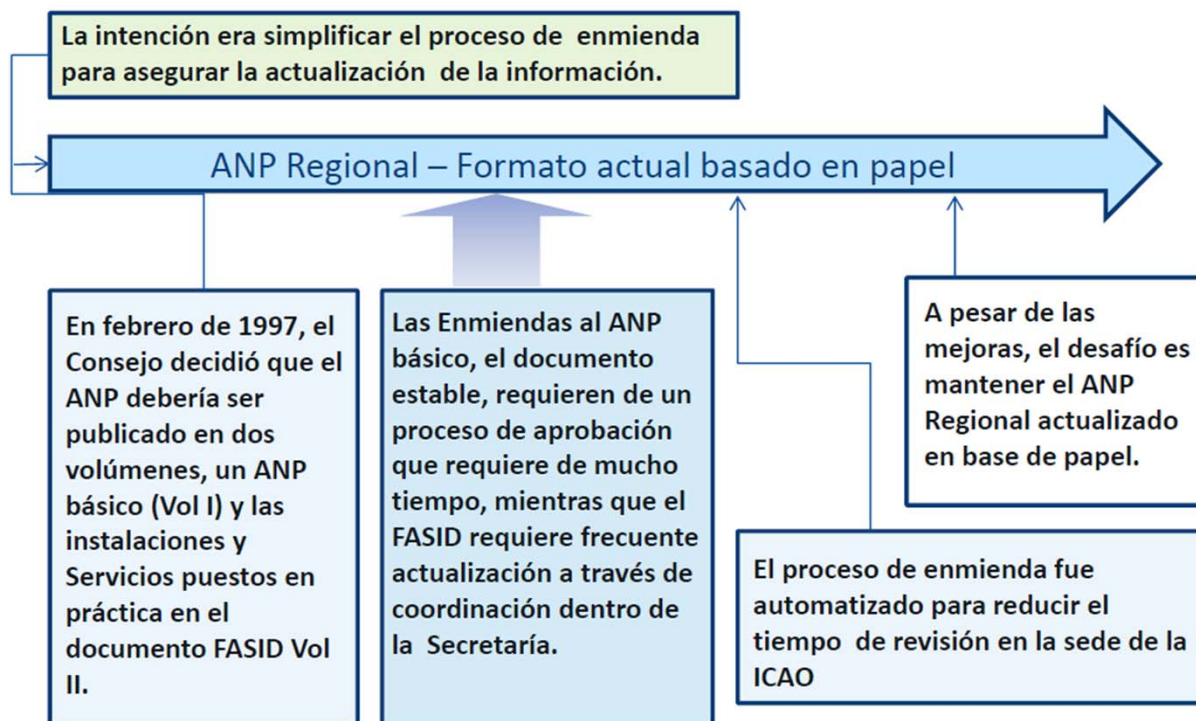 La intención era simplificar el proceso de enmienda
para asegurar la actualización de la información.
ANP Regional – Formato actual basado en papel
En febrero de 1997, el
Consejo decidió que el
ANP debería ser
publicado en dos
volúmenes, un ANP
básico (Vol I) y las
instalaciones y
Servicios puestos en
práctica en el
documento FASID Vol
II.
Las Enmiendas al ANP
básico, el documento
estable, requieren de un
proceso de aprobación
que requiere de mucho
tiempo, mientras que el
FASID requiere frecuente
actualización a través de
coordinación dentro de
la Secretaría.
El proceso de enmienda fue
automatizado para reducir el
tiempo de revisión en la sede de la
ICAO
A pesar de las
mejoras, el desafío es
mantener el ANP
Regional actualizado
en base de papel.